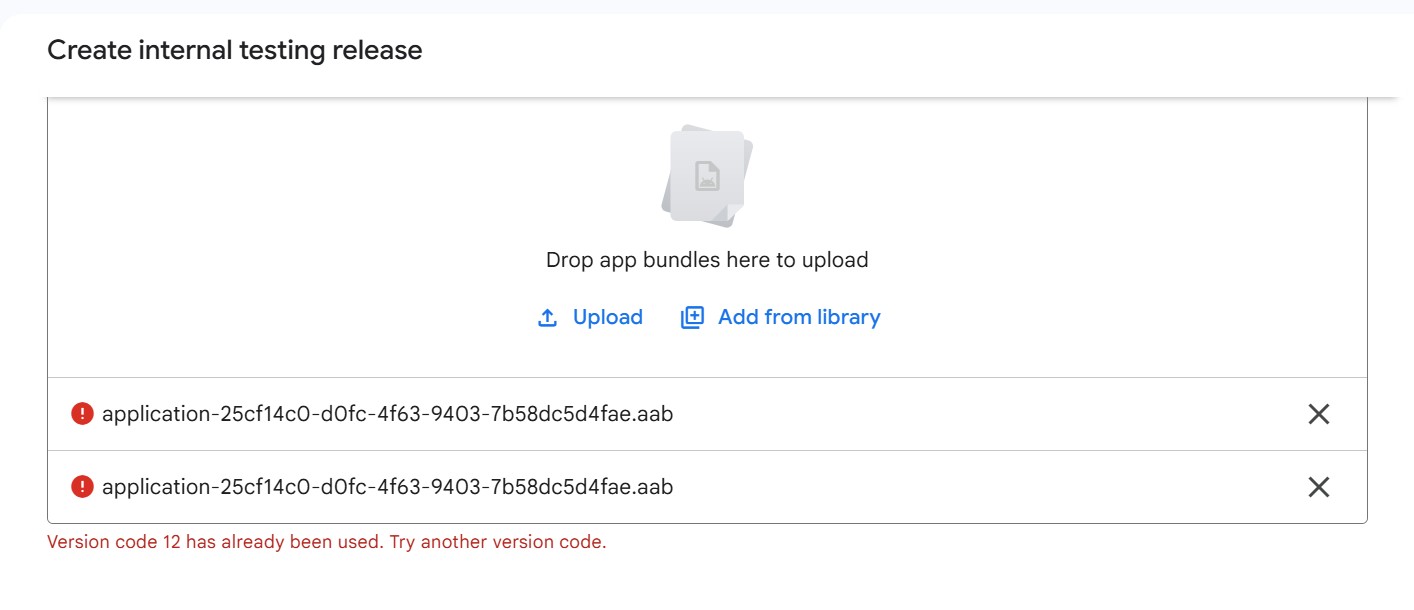 Create internal testing release
Drop app bundles here to upload
Upload
Add from library
application-25cf14c0-d0fc-4f63-9403-7b58dc5d4fae.aab
application-25cf14c0-d0fc-4f63-9403-7b58dc5d4fae.aab
Version code 12 has already been used. Try another version code.